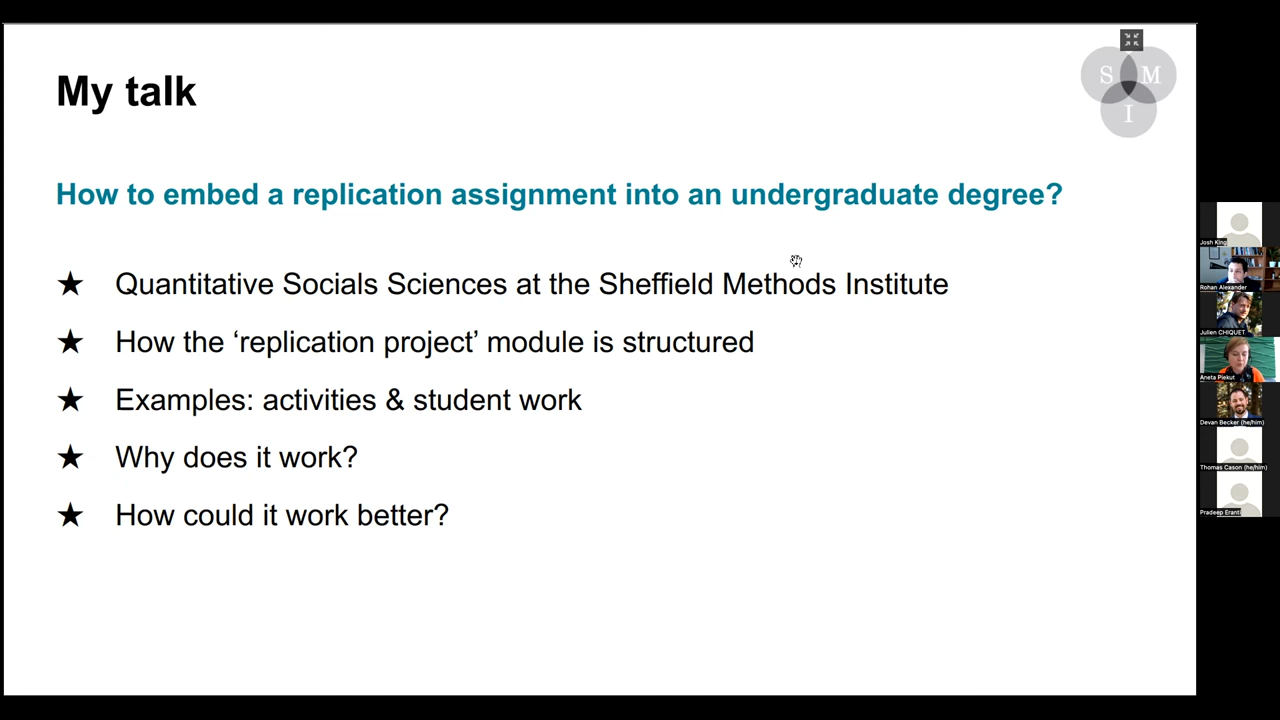 My talk
S M
I
How to embed a replication assignment into an undergraduate degree?
★ Quantitative Socials Sciences at the Sheffield Methods Institute
★ How the ‘replication project’ module is structured
★ Examples: activities & student work
★ Why does it work?
★ How could it work better?
Josh King
Rohan Alexander
Julien CHIQUET
Aneta Piekut
Devan Becker (he/him)
Thomas Cason (he/him)
Pradeep Eranti